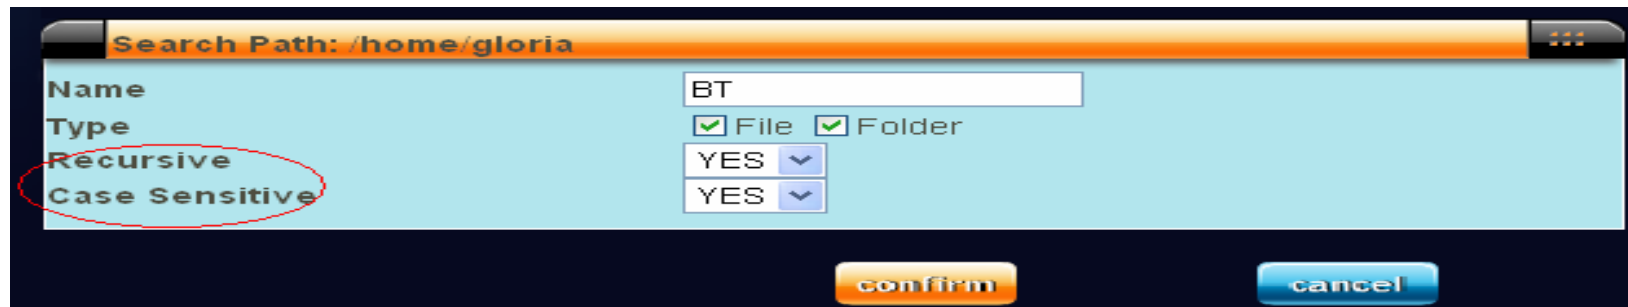 Search Path: /home/gloria
Name BT
Type File Folder
Recursive YES
Case Sensitive YES
confirm cancel